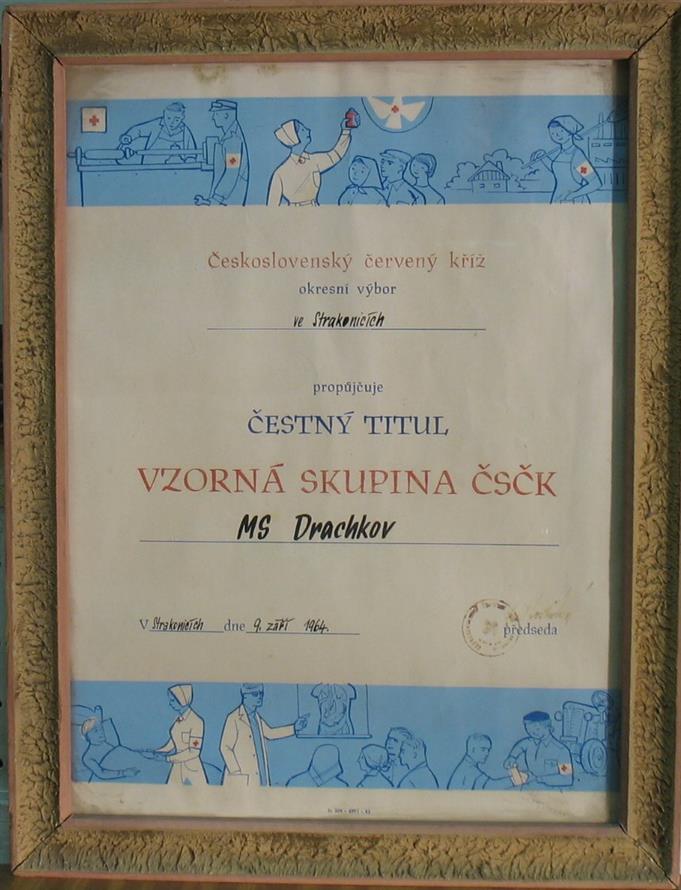 Československý červený kříž
okresní výbor
ve Strakonicích
propůjčuje
ČESTNÝ TITUL
VZORNÁ SKUPINA ČSČK
MS Drachkov
V Strakonicích dne 9. září 1964.
předseda